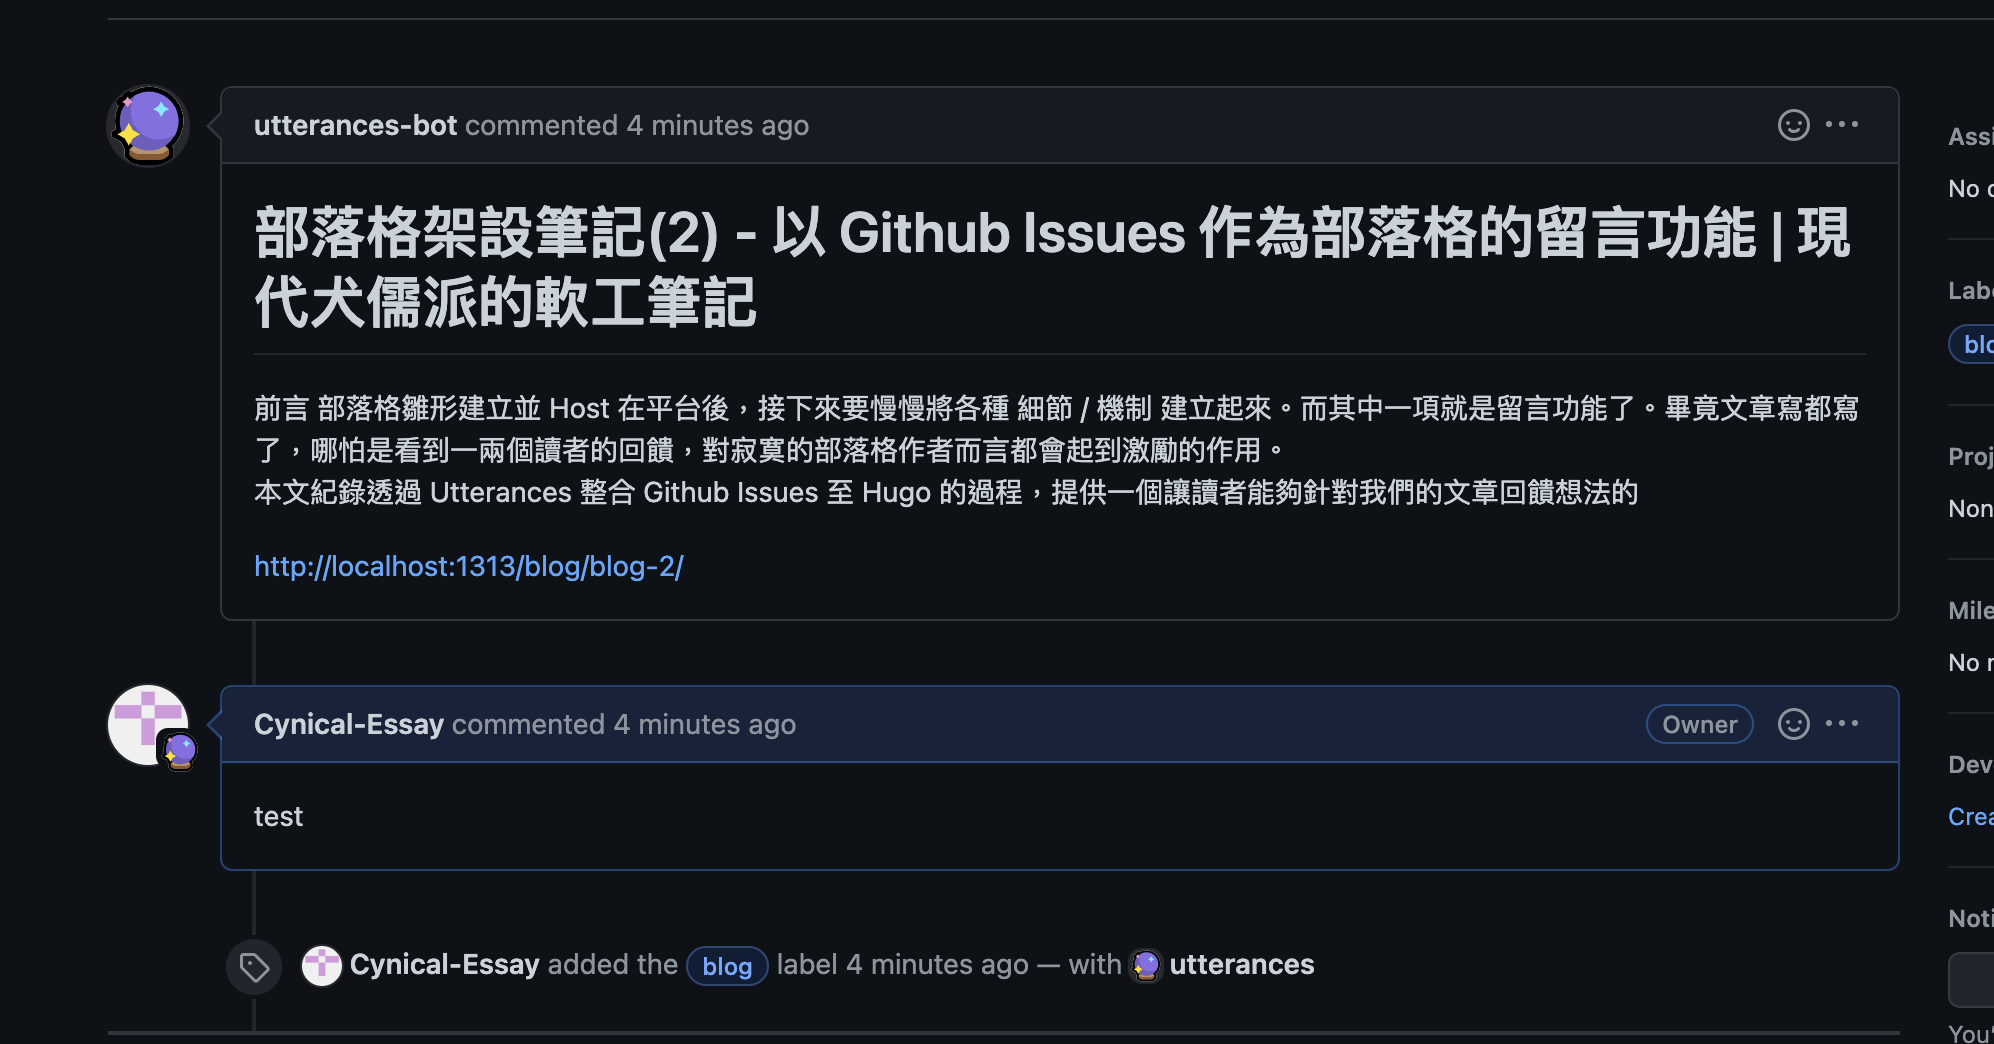 utterances-bot commented 4 minutes ago
部落格架設筆記(2) - 以 Github Issues 作為部落格的留言功能 | 現
代犬儒派的軟工筆記
前言 部落格雛形建立並 Host 在平台後，接下來要慢慢將各種 細節 / 機制 建立起來。而其中一項就是留言功能了。畢竟文章寫都寫
了，哪怕是看到一兩個讀者的回饋，對寂寞的部落格作者而言都會起到激勵的作用。
本文紀錄透過 Utterances 整合 Github Issues 至 Hugo 的過程，提供一個讓讀者能夠針對我們的文章回饋想法的
http://localhost:1313/blog/blog-2/
Cynical-Essay commented 4 minutes ago Owner
test
Cynical-Essay added the blog label 4 minutes ago — with utterances
Assi
No
Labe
blo
Proj
Non
Mile
No
Dev
Crea
Noti
You'